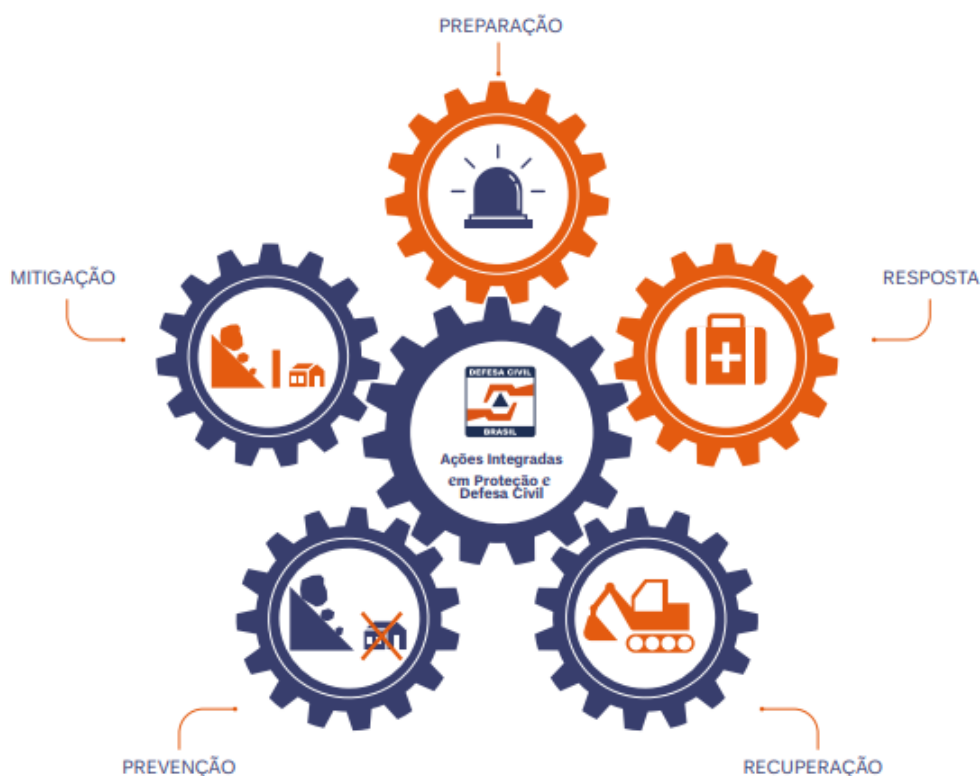 PREPARAÇÃO
MITIGAÇÃO
RESPOSTA
DEFESA CIVIL
BRASIL
Ações Integradas
em Proteção e
Defesa Civil
PREVENÇÃO
RECUPERAÇÃO